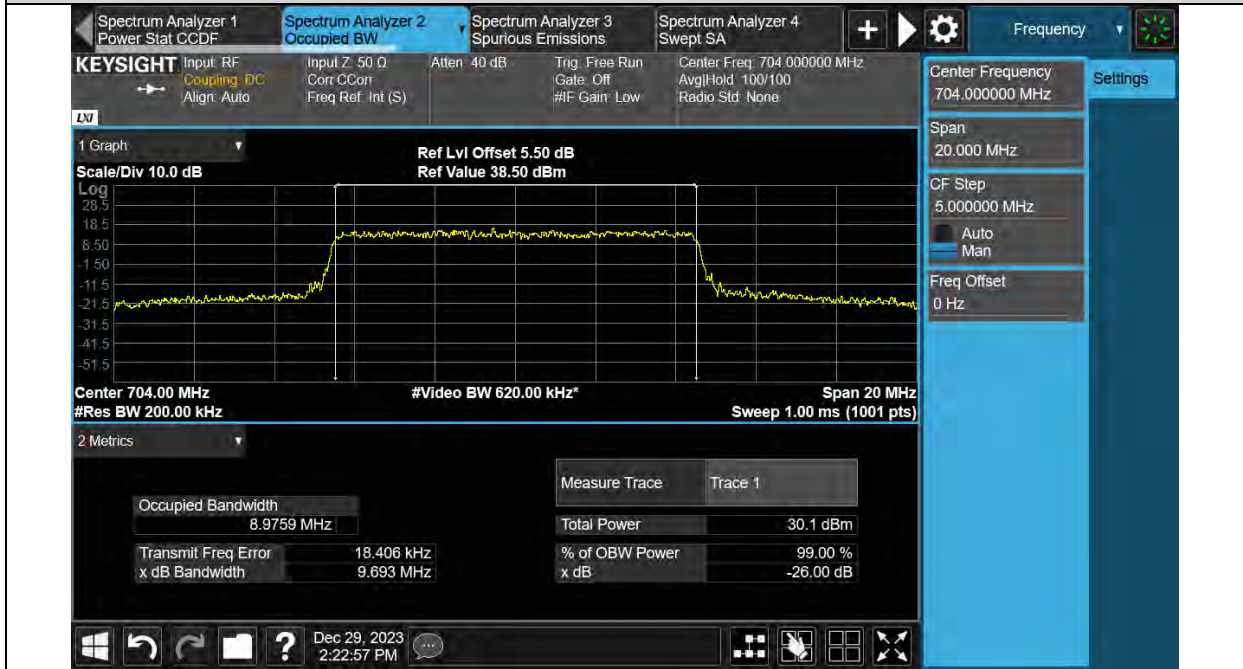 Spectrum Analyzer 1
Power Stat CCDF
Spectrum Analyzer 2
Occupied BW
Spectrum Analyzer 3
Spurious Emissions
Spectrum Analyzer 4
Swept SA
+
Frequency
KEYSIGHT
Input: RF
Coupling: DC
Align: Auto
Input Z: 50 Ω
Corr CCorr
Freq Ref: Int (S)
Atten: 40 dB
Trig: Free Run
Gate: Off
#IF Gain: Low
Center Freq: 704.000000 MHz
Avg|Hold: 100/100
Radio Std: None
LXI
Center Frequency
704.000000 MHz
Settings
Span
20.000 MHz
CF Step
5.000000 MHz
Auto
Man
Freq Offset
0 Hz
1 Graph
Scale/Div 10.0 dB
Ref Lvl Offset 5.50 dB
Ref Value 38.50 dBm
Log
28.5
18.5
8.50
-1.50
-11.5
-21.5
-31.5
-41.5
-51.5
Center 704.00 MHz
#Video BW 620.00 kHz*
Span 20 MHz
#Res BW 200.00 kHz
Sweep 1.00 ms (1001 pts)
2 Metrics
Measure Trace
Trace 1
Occupied Bandwidth
8.9759 MHz
Total Power
30.1 dBm
Transmit Freq Error
18.406 kHz
% of OBW Power
99.00 %
x dB Bandwidth
9.693 MHz
x dB
-26.00 dB
?
Dec 29, 2023
2:22:57 PM